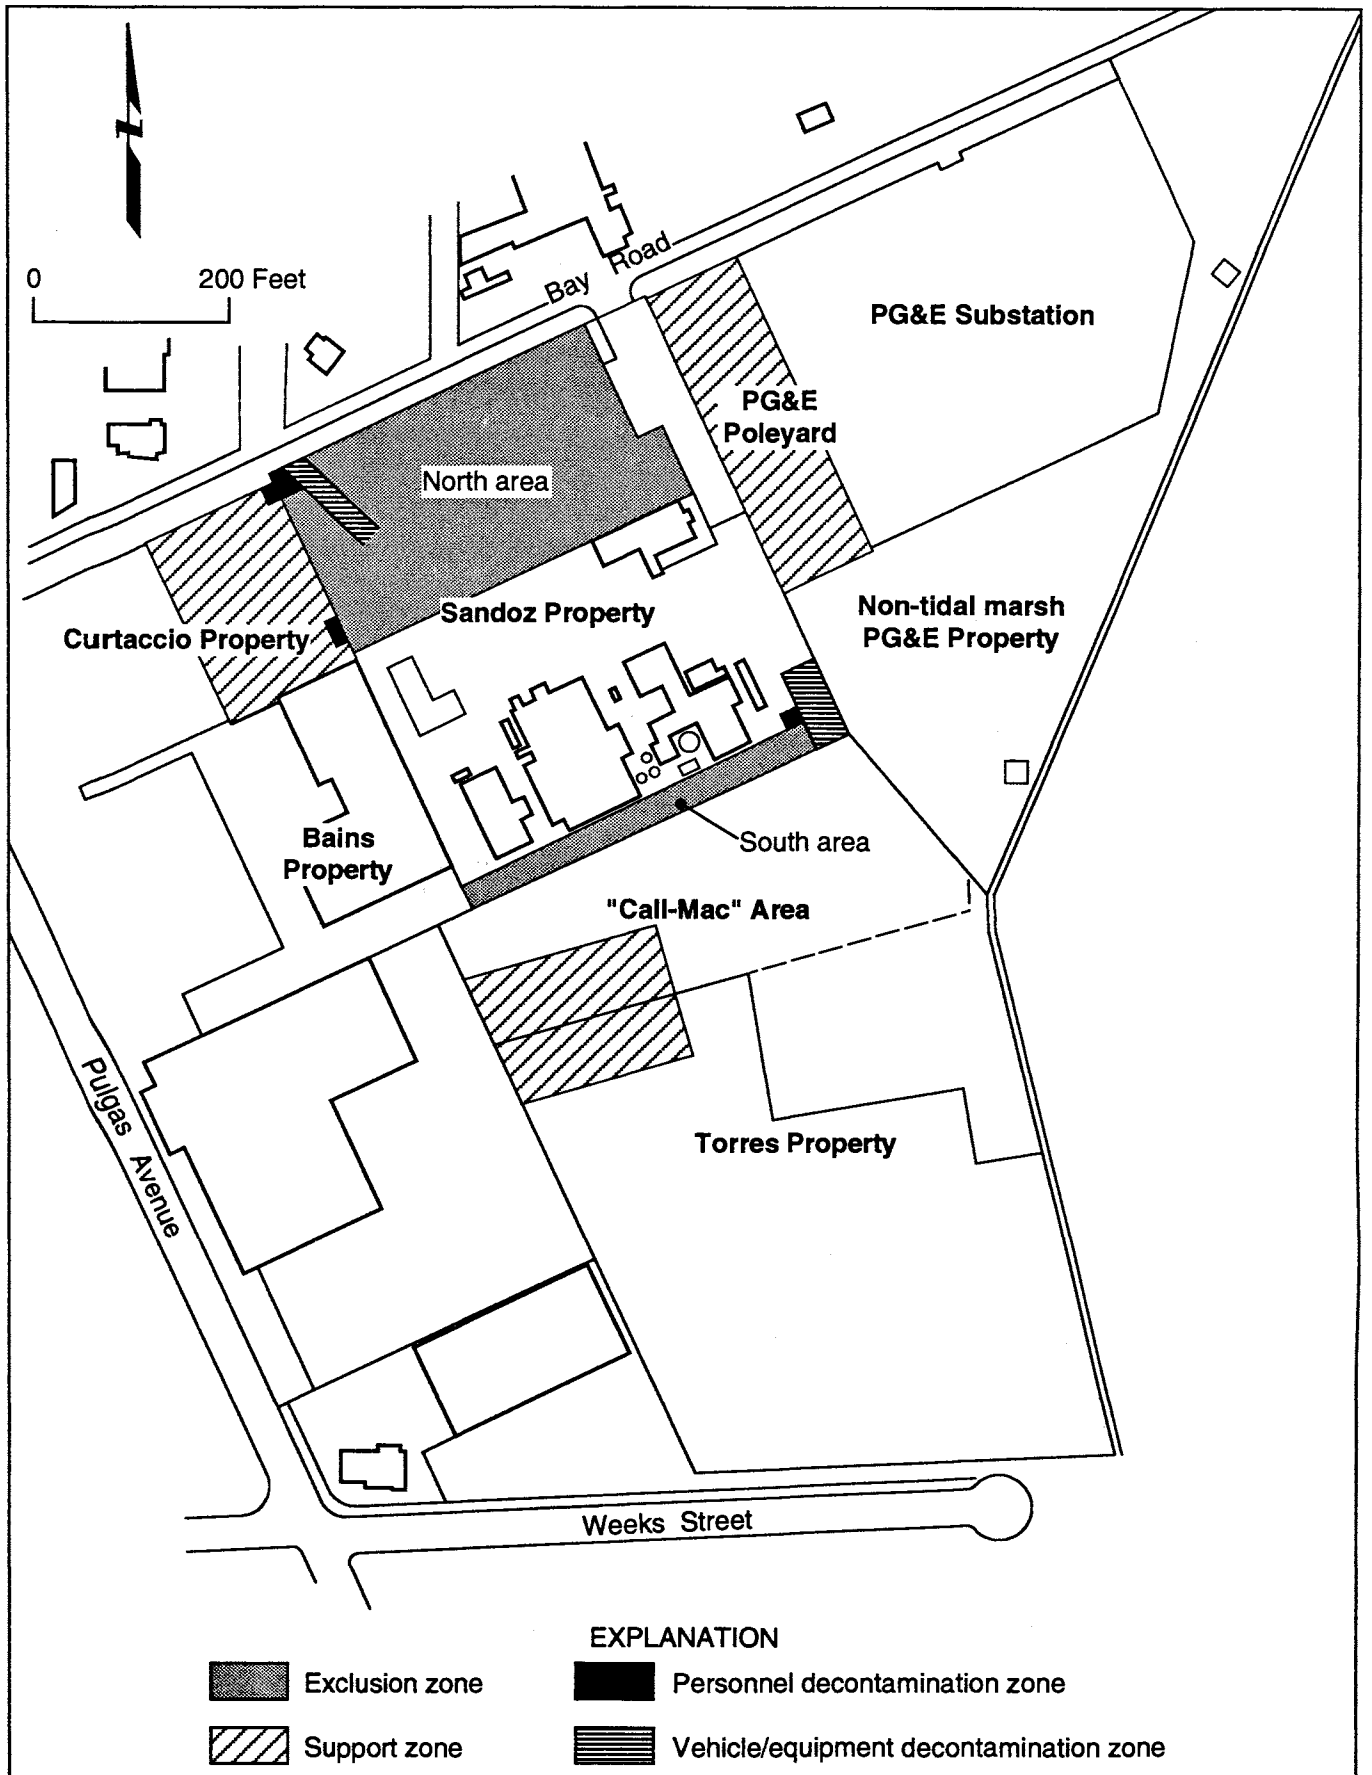 Z
0
200 Feet
Bay Road
PG&E Substation
PG&E
Poleyard
North area
Sandoz Property
Non-tidal marsh
PG&E Property
Curtaccio Property
Bains
Property
South area
"Call-Mac" Area
Pulgas Avenue
Torres Property
Weeks Street
EXPLANATION
Exclusion zone
Personnel decontamination zone
Support zone
Vehicle/equipment decontamination zone